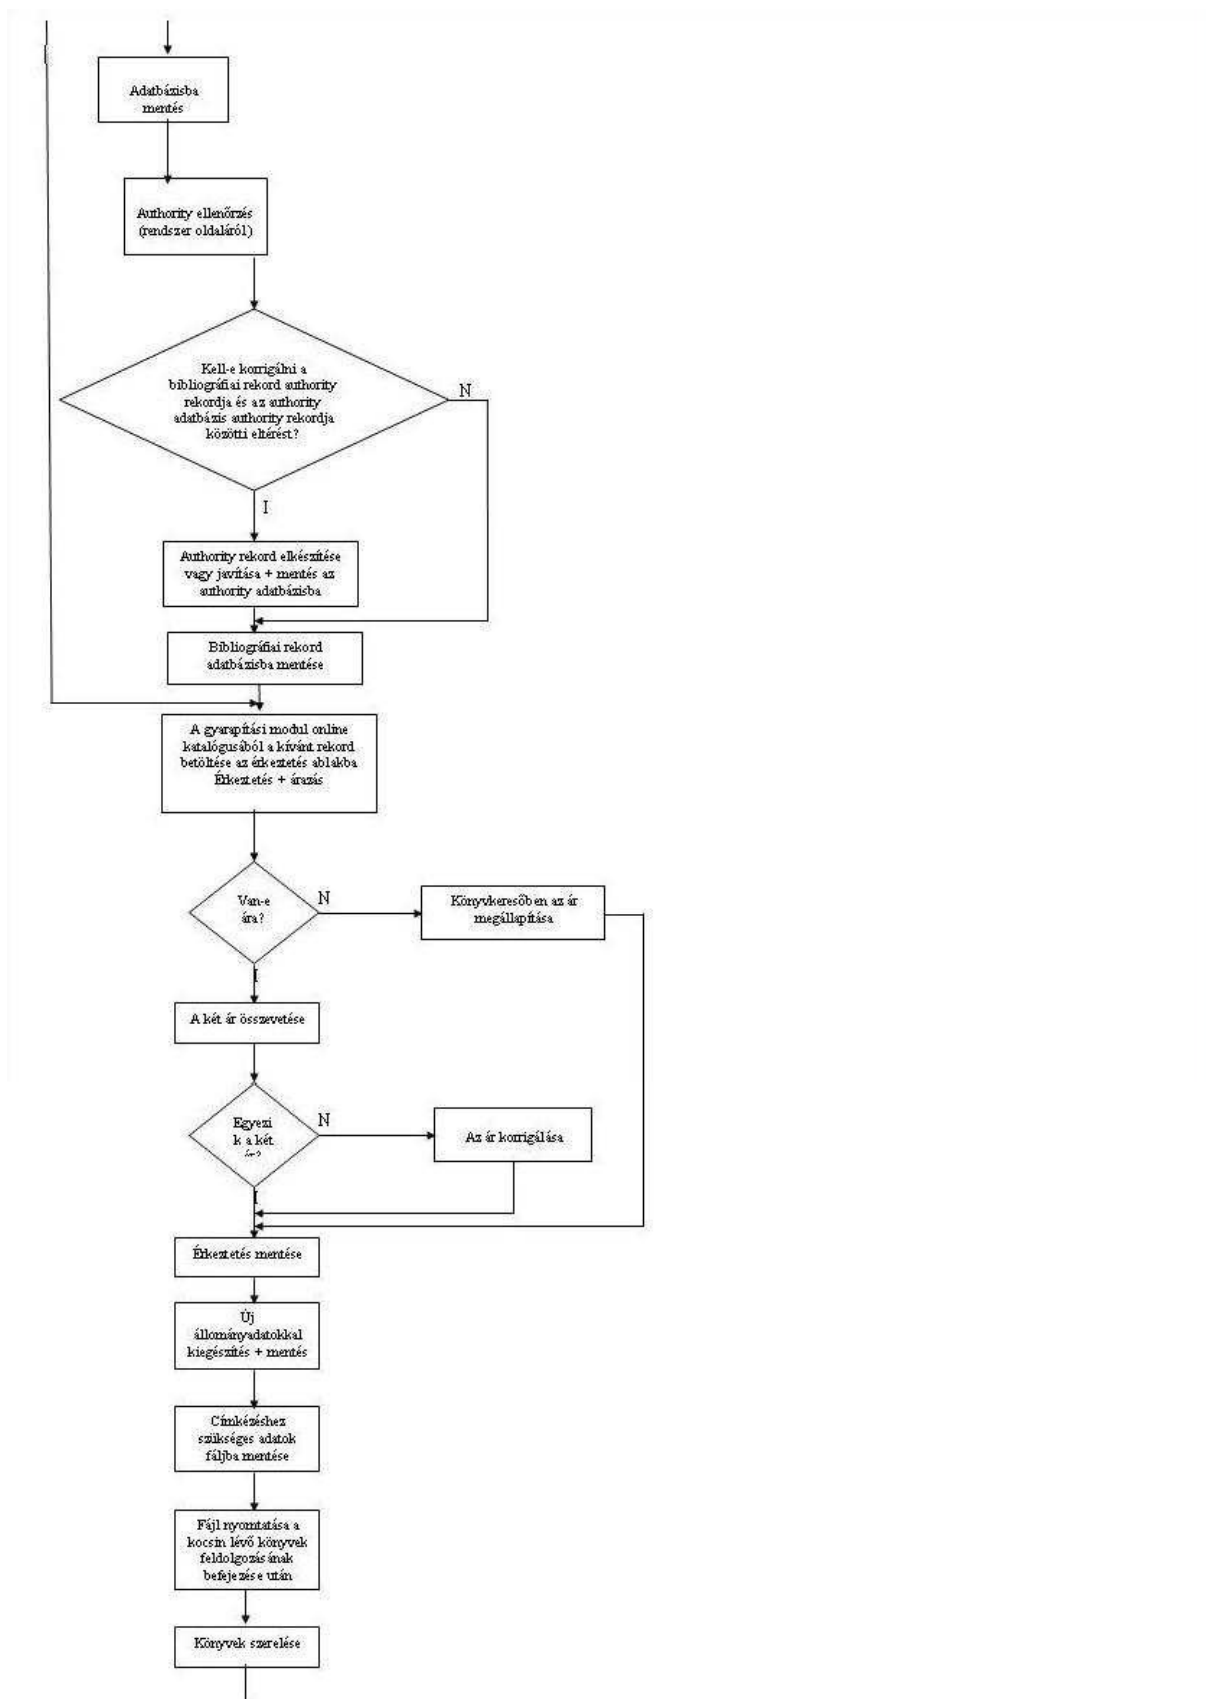 Adatbázisba
mentés
Authority ellenőrzés
(rendszer oldaláról)
Kell-e korrigálni a
bibliográfiai rekord authority
rekordja és az authority
adatbázis authority rekordja
közötti eltérést?
N
I
Authority rekord elkészítése
vagy javítása + mentés az
authority adatbázisba
Bibliográfiai rekord
adatbázisba mentése
A gyarapítási modul online
katalógusából a kívánt rekord
betöltése az érkeztetés ablakba
Érkeztetés + árazás
Van-e
ára?
N
Könyvkeresőben az ár
megállapítása
I
A két ár összevetése
Egyezi
k a két
N
Az ár korrigálása
I
Érkeztetés mentése
Új
állományadatokkal
kiegészítés + mentés
Címkézéshez
szükséges adatok
fáljba mentése
Fájl nyomtatása a
kocsin lévő könyvek
feldolgozásának
befejezése után
Könyvek szerelése